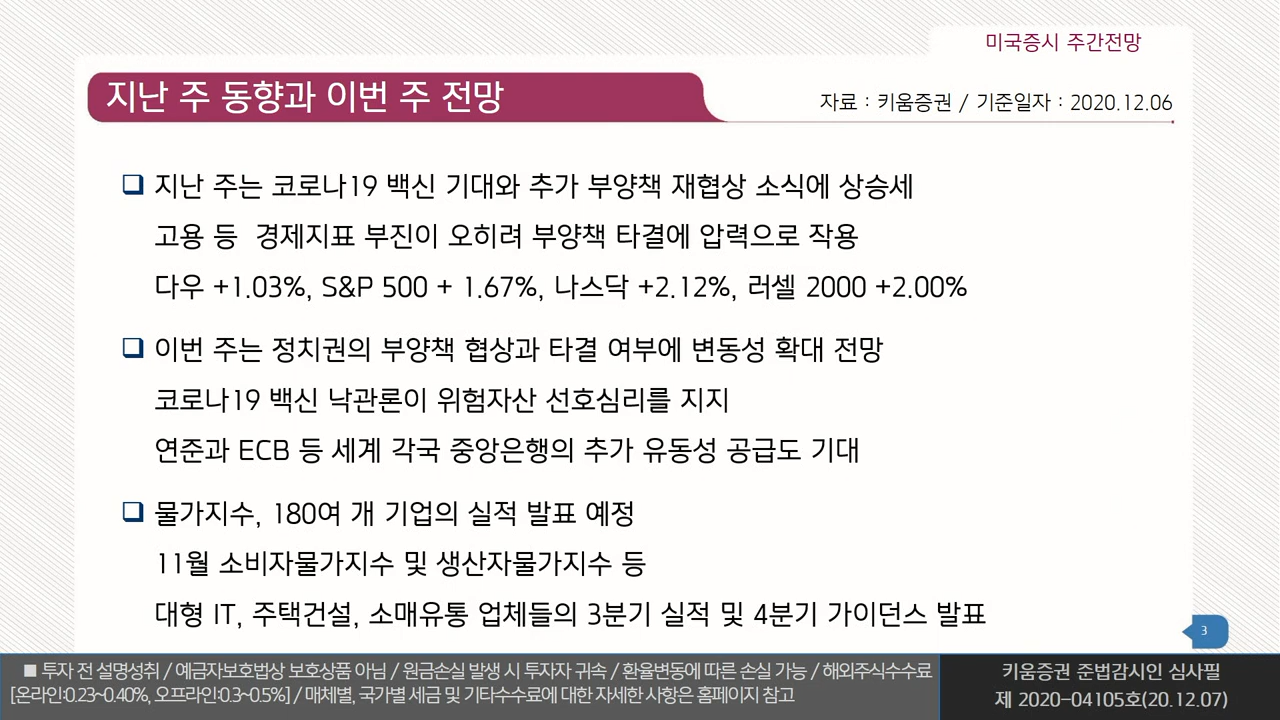 미국증시 주간전망
지난 주 동향과 이번 주 전망
자료 : 키움증권 / 기준일자 : 2020.12.06
❑ 지난 주는 코로나19 백신 기대와 추가 부양책 재협상 소식에 상승세
고용 등  경제지표 부진이 오히려 부양책 타결에 압력으로 작용
다우 +1.03%, S&P 500 + 1.67%, 나스닥 +2.12%, 러셀 2000 +2.00%
❑ 이번 주는 정치권의 부양책 협상과 타결 여부에 변동성 확대 전망
코로나19 백신 낙관론이 위험자산 선호심리를 지지
연준과 ECB 등 세계 각국 중앙은행의 추가 유동성 공급도 기대
❑ 물가지수, 180여 개 기업의 실적 발표 예정
11월 소비자물가지수 및 생산자물가지수 등
대형 IT, 주택건설, 소매유통 업체들의 3분기 실적 및 4분기 가이던스 발표
3
■ 투자 전 설명성취 / 예금자보호법상 보호상품 아님 / 원금손실 발생 시 투자자 귀속 / 환율변동에 따른 손실 가능 / 해외주식수수료
[온라인:0.23~0.40%, 오프라인:0.3~0.5%] / 매체별, 국가별 세금 및 기타수수료에 대한 자세한 사항은 홈페이지 참고
키움증권 준법감시인 심사필
제 2020-04105호(20.12.07)